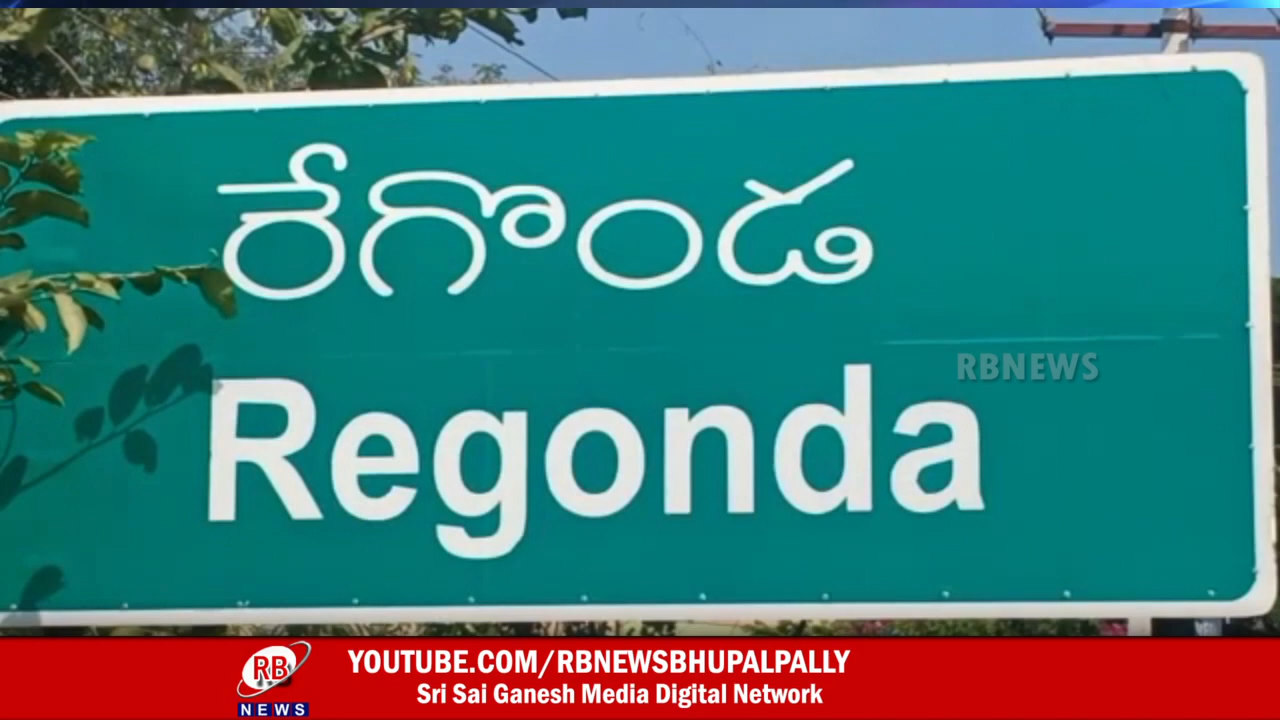 రేగొండ
Regonda
RBNEWS
RB
NEWS
YOUTUBE.COM/RBNEWSBHUPALPALLY
Sri Sai Ganesh Media Digital Network